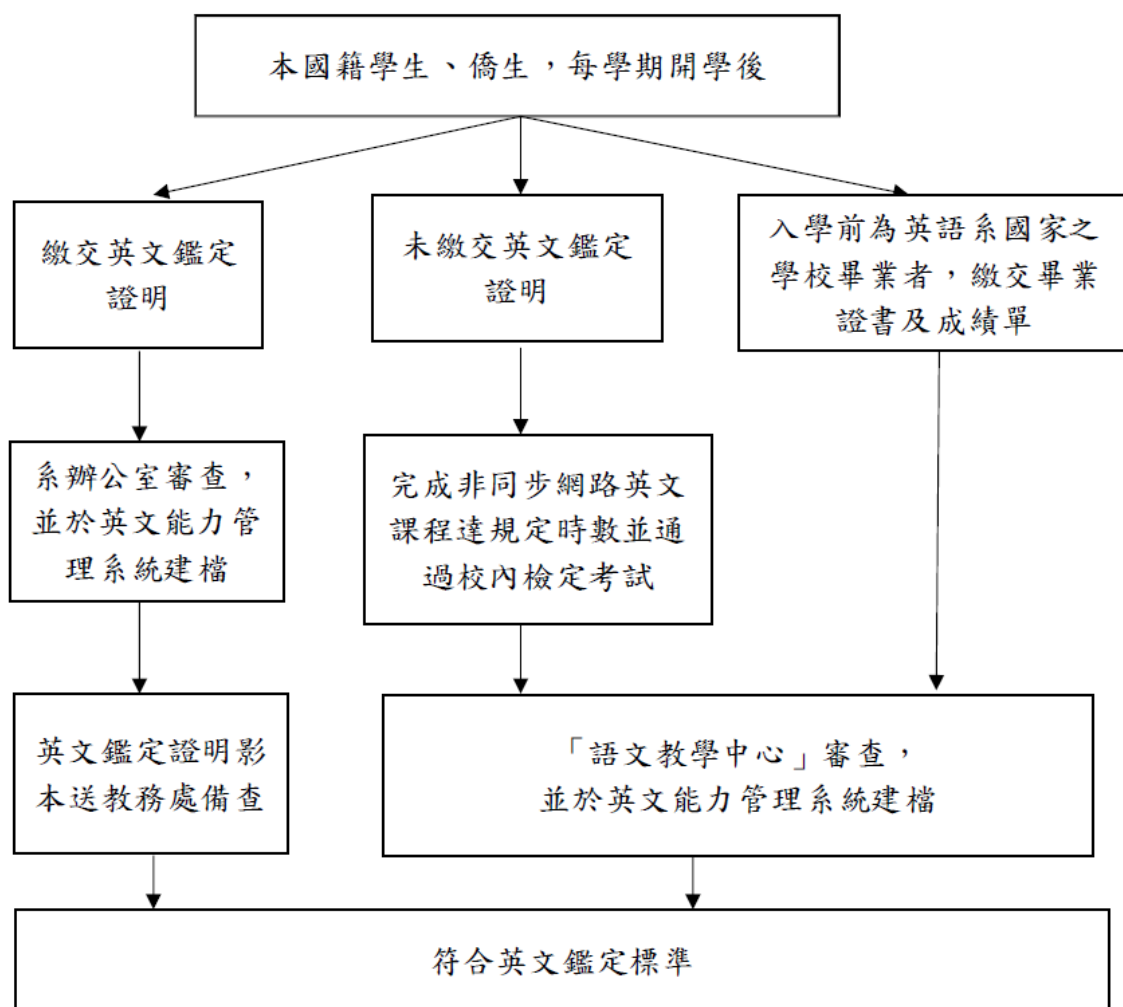 本國籍學生、僑生，每學期開學後
繳交英文鑑定
證明
未繳交英文鑑定
證明
入學前為英語系國家之
學校畢業者，繳交畢業
證書及成績單
系辦公室審查，
並於英文能力管
理系統建檔
完成非同步網路英文
課程達規定時數並通
過校內檢定考試
英文鑑定證明影
本送教務處備查
「語文教學中心」審查，
並於英文能力管理系統建檔
符合英文鑑定標準